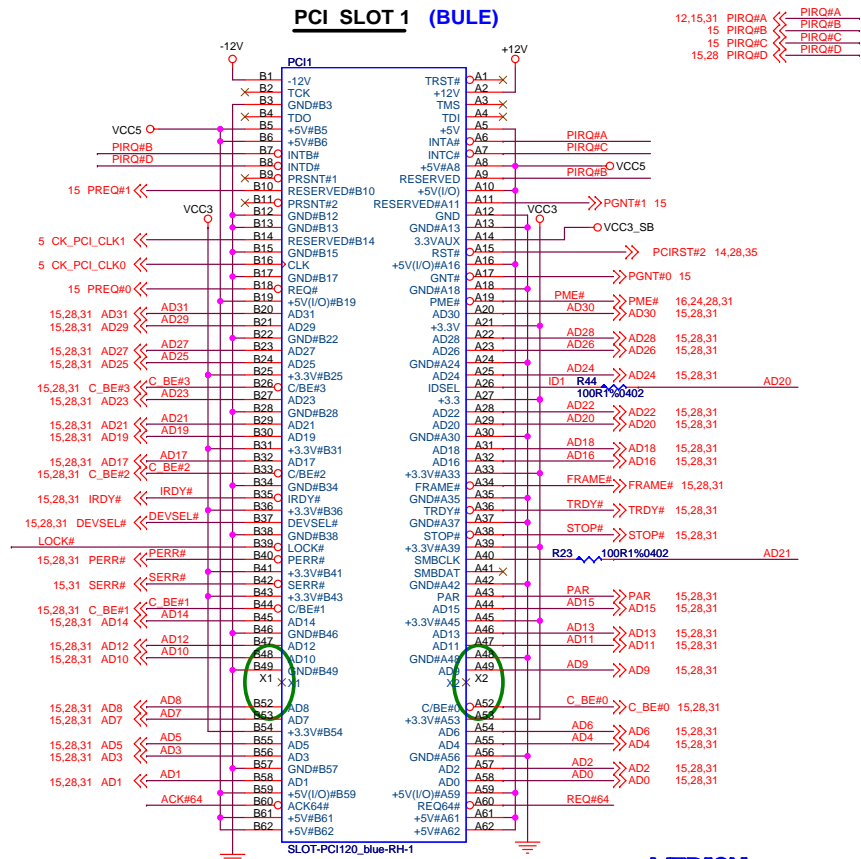 PCI SLOT 1 (BULE)
12,15,31 PIRQ#A PIRQ#A
15 PIRQ#B PIRQ#B
15 PIRQ#C PIRQ#C
15,28 PIRQ#D PIRQ#D
-12V +12V
PCI1
B1 -12V TRST# A1
B2 TCK +12V A2
B3 GND#B3 TMS A3
B4 TDO TDI A4
VCC5 B5 +5V#B5 +5V A5
B6 +5V#B6 INTA# A6 PIRQ#A
PIRQ#B B7 INTB# INTC# A7 PIRQ#C
PIRQ#D B8 INTD# +5V#A8 A8 VCC5
B9 PRSNT#1 RESERVED A9 PIRQ#B
15 PREQ#1 B10 RESERVED#B10 +5V(I/O) A10
B11 PRSNT#2 RESERVED#A11 A11 PGNT#1 15
VCC3 B12 GND#B12 GND A12 VCC3
B13 GND#B13 GND#A13 A13 VCC3_SB
5 CK_PCI_CLK1 B14 RESERVED#B14 3.3VAUX A14
B15 GND#B15 RST# A15 PCIRST#2 14,28,35
5 CK_PCI_CLK0 B16 CLK +5V(I/O)#A16 A16
B17 GND#B17 GNT# A17 PGNT#0 15
15 PREQ#0 B18 REQ# GND#A18 A18
B19 +5V(I/O)#B19 PME# A19 PME# PME# 16,24,28,31
15,28,31 AD31 AD31 B20 AD31 AD30 A20 AD30 AD30 15,28,31
15,28,31 AD29 AD29 B21 AD29 +3.3V A21
B22 GND#B22 AD28 A22 AD28 AD28 15,28,31
15,28,31 AD27 AD27 B23 AD27 AD26 A23 AD26 AD26 15,28,31
15,28,31 AD25 AD25 B24 AD25 GND#A24 A24
B25 +3.3V#B25 AD24 A25 AD24 AD24 15,28,31
15,28,31 C_BE#3 C_BE#3 B26 C/BE#3 IDSEL A26 ID1 R44 100R1%0402 AD20
15,28,31 AD23 AD23 B27 AD23 +3.3 A27
B28 GND#B28 AD22 A28 AD22 AD22 15,28,31
15,28,31 AD21 AD21 B29 AD21 AD20 A29 AD20 AD20 15,28,31
15,28,31 AD19 AD19 B30 AD19 GND#A30 A30
B31 +3.3V#B31 AD18 A31 AD18 AD18 15,28,31
15,28,31 AD17 AD17 B32 AD17 AD16 A32 AD16 AD16 15,28,31
15,28,31 C_BE#2 C_BE#2 B33 C/BE#2 +3.3V#A33 A33
B34 GND#B34 FRAME# A34 FRAME# FRAME# 15,28,31
15,28,31 IRDY# IRDY# B35 IRDY# GND#A35 A35
B36 +3.3V#B36 TRDY# A36 TRDY# TRDY# 15,28,31
15,28,31 DEVSEL# DEVSEL# B37 DEVSEL# GND#A37 A37
B38 GND#B38 STOP# A38 STOP# STOP# 15,28,31
LOCK# B39 LOCK# +3.3V#A39 A39
15,28,31 PERR# PERR# B40 PERR# SMBCLK A40 R23 100R1%0402 AD21
B41 +3.3V#B41 SMBDAT A41
15,31 SERR# SERR# B42 SERR# GND#A42 A42
B43 +3.3V#B43 PAR A43 PAR PAR 15,28,31
15,28,31 C_BE#1 C_BE#1 B44 C/BE#1 AD15 A44 AD15 AD15 15,28,31
15,28,31 AD14 AD14 B45 AD14 +3.3V#A45 A45
B46 GND#B46 AD13 A46 AD13 AD13 15,28,31
15,28,31 AD12 AD12 B47 AD12 AD11 A47 AD11 AD11 15,28,31
15,28,31 AD10 AD10 B48 AD10 GND#A48 A48
B49 GND#B49 AD9 A49 AD9 AD9 15,28,31
X1 X1 X2 X2
15,28,31 AD8 AD8 B52 AD8 C/BE#0 A52 C_BE#0 C_BE#0 15,28,31
15,28,31 AD7 AD7 B53 AD7 +3.3V#A53 A53
B54 +3.3V#B54 AD6 A54 AD6 AD6 15,28,31
15,28,31 AD5 AD5 B55 AD5 AD4 A55 AD4 AD4 15,28,31
15,28,31 AD3 AD3 B56 AD3 GND#A56 A56
B57 GND#B57 AD2 A57 AD2 AD2 15,28,31
15,28,31 AD1 AD1 B58 AD1 AD0 A58 AD0 AD0 15,28,31
B59 +5V(I/O)#B59 +5V(I/O)#A59 A59
ACK#64 B60 ACK64# REQ64# A60 REQ#64
B61 +5V#B61 +5V#A61 A61
B62 +5V#B62 +5V#A62 A62
SLOT-PCI120_blue-RH-1